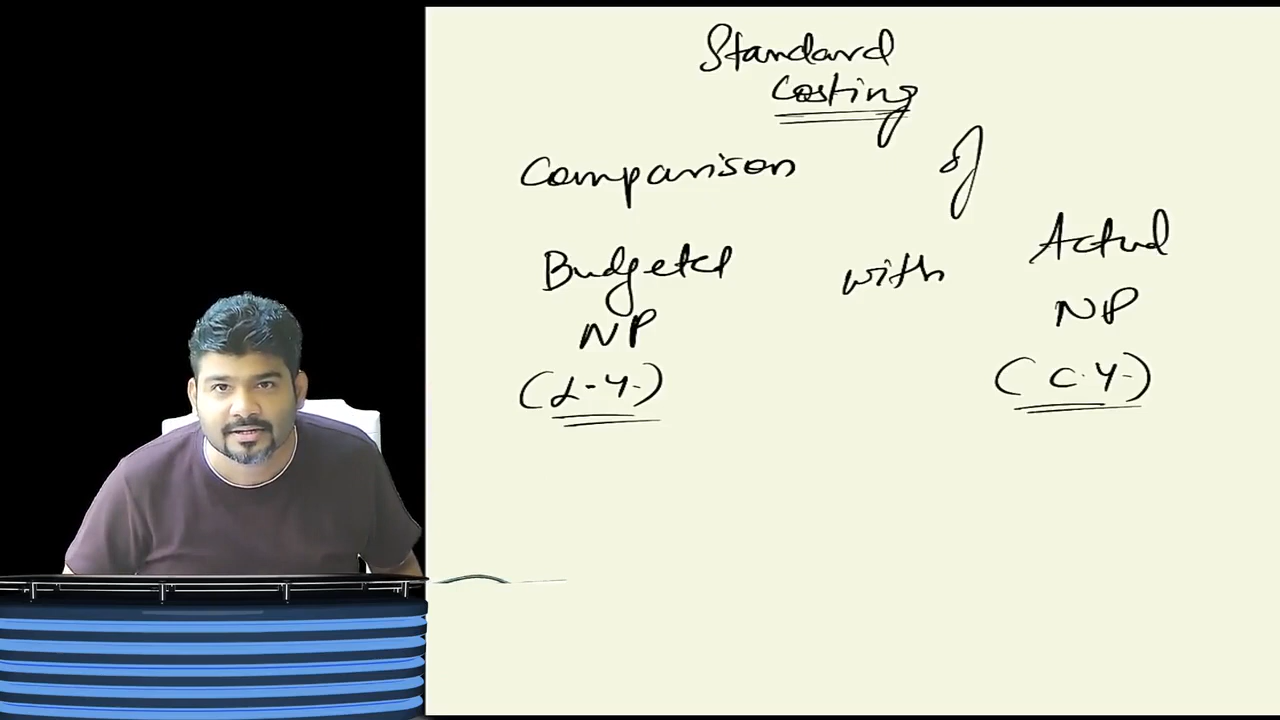 Standard
Costing
Comparison of
Budgeted with Actual
NP NP
(L.Y.) (C.Y.)